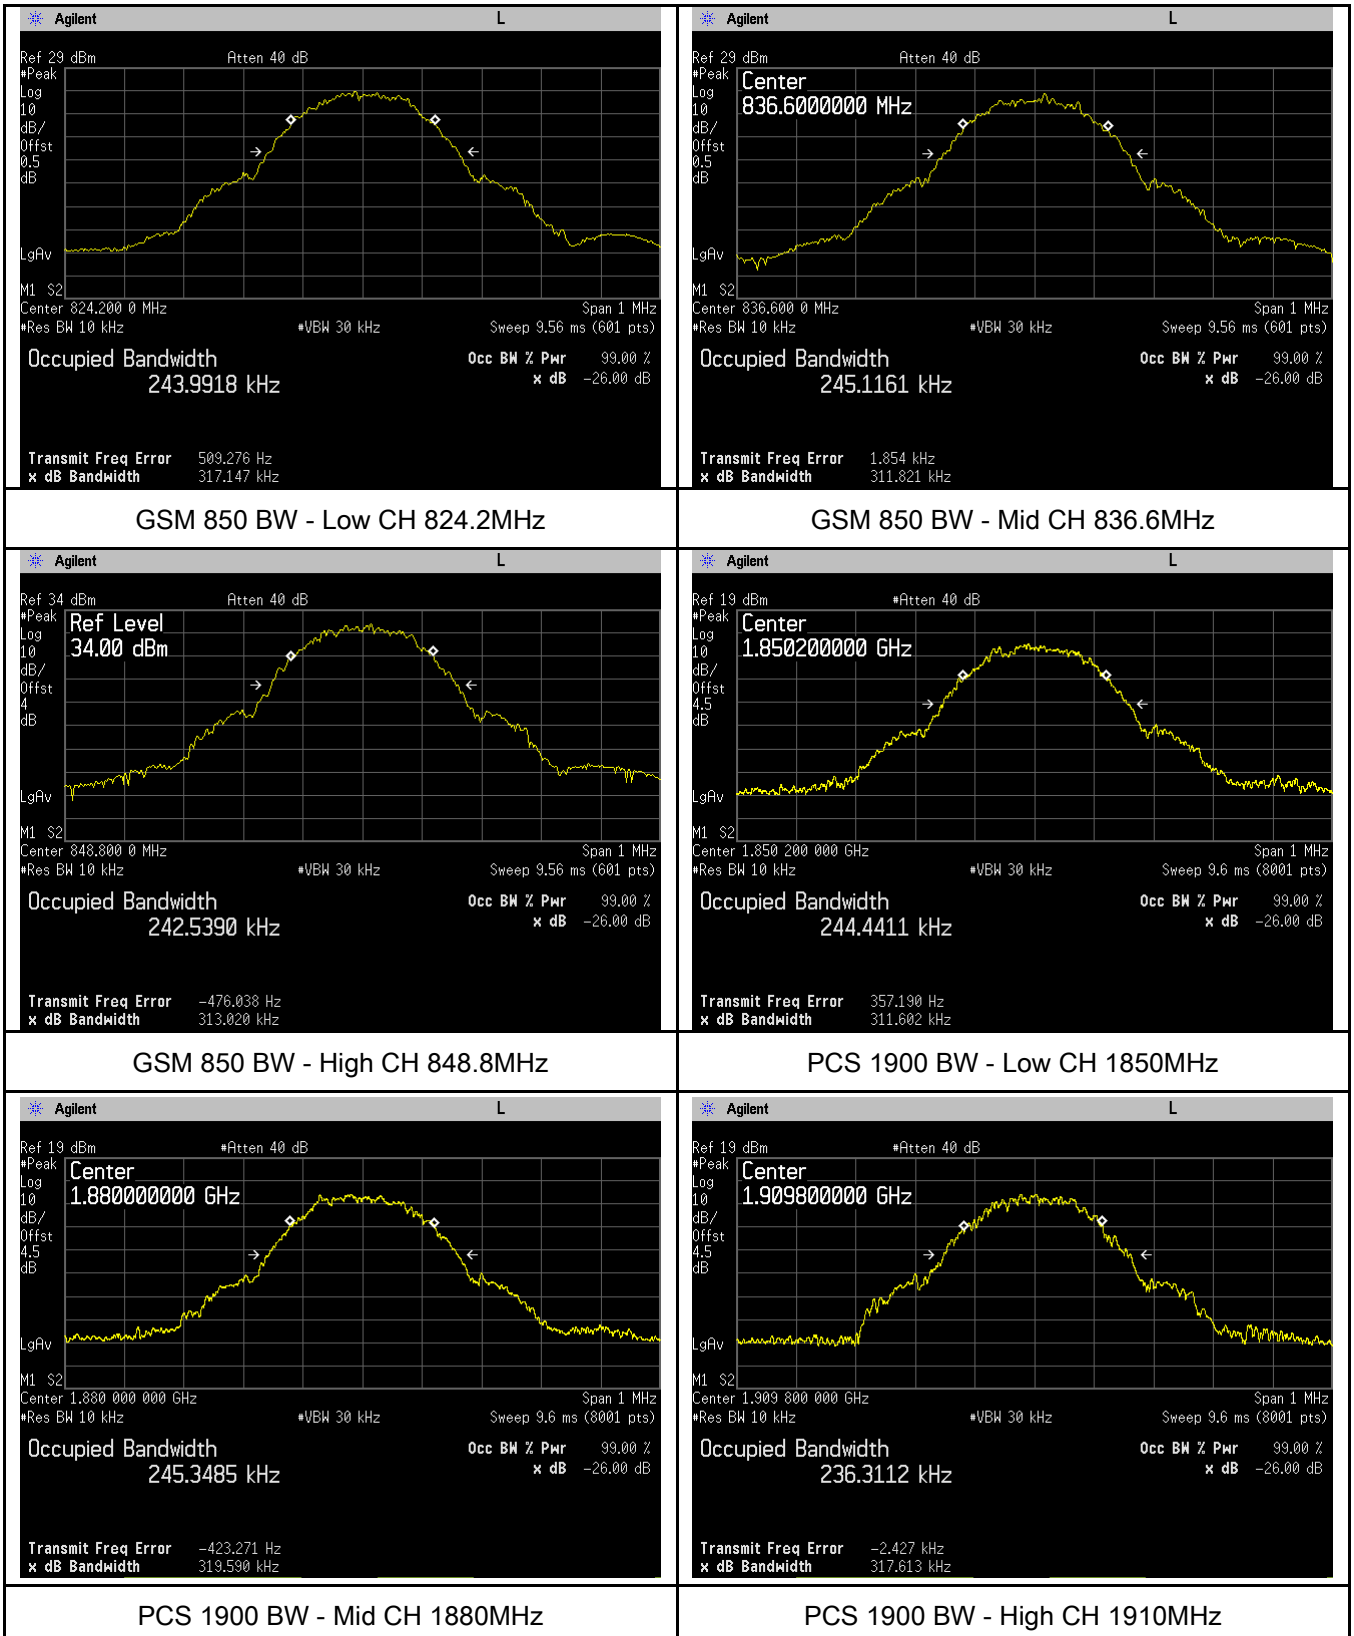 Agilent L
Ref 29 dBm Atten 40 dB
#Peak
Log
10
dB/
Offst
0.5
dB
LgAv
M1 S2
Center 824.200 0 MHz Span 1 MHz
#Res BW 10 kHz #VBW 30 kHz Sweep 9.56 ms (601 pts)
Occupied Bandwidth Occ BW % Pwr 99.00 %
243.9918 kHz x dB -26.00 dB
Transmit Freq Error 509.276 Hz
x dB Bandwidth 317.147 kHz
GSM 850 BW - Low CH 824.2MHz
Agilent L
Ref 29 dBm Atten 40 dB
#Peak
Log
10
dB/
Offst
0.5
dB
Center
836.6000000 MHz
LgAv
M1 S2
Center 836.600 0 MHz Span 1 MHz
#Res BW 10 kHz #VBW 30 kHz Sweep 9.56 ms (601 pts)
Occupied Bandwidth Occ BW % Pwr 99.00 %
245.1161 kHz x dB -26.00 dB
Transmit Freq Error 1.854 kHz
x dB Bandwidth 311.821 kHz
GSM 850 BW - Mid CH 836.6MHz
Agilent L
Ref 34 dBm Atten 40 dB
#Peak
Log
10
dB/
Offst
4
dB
Ref Level
34.00 dBm
LgAv
M1 S2
Center 848.800 0 MHz Span 1 MHz
#Res BW 10 kHz #VBW 30 kHz Sweep 9.56 ms (601 pts)
Occupied Bandwidth Occ BW % Pwr 99.00 %
242.5390 kHz x dB -26.00 dB
Transmit Freq Error -476.038 Hz
x dB Bandwidth 313.020 kHz
GSM 850 BW - High CH 848.8MHz
Agilent L
Ref 19 dBm #Atten 40 dB
#Peak
Log
10
dB/
Offst
4.5
dB
Center
1.850200000 GHz
LgAv
M1 S2
Center 1.850 200 000 GHz Span 1 MHz
#Res BW 10 kHz #VBW 30 kHz Sweep 9.6 ms (8001 pts)
Occupied Bandwidth Occ BW % Pwr 99.00 %
244.4411 kHz x dB -26.00 dB
Transmit Freq Error 357.190 Hz
x dB Bandwidth 311.602 kHz
PCS 1900 BW - Low CH 1850MHz
Agilent L
Ref 19 dBm #Atten 40 dB
#Peak
Log
10
dB/
Offst
4.5
dB
Center
1.880000000 GHz
LgAv
M1 S2
Center 1.880 000 000 GHz Span 1 MHz
#Res BW 10 kHz #VBW 30 kHz Sweep 9.6 ms (8001 pts)
Occupied Bandwidth Occ BW % Pwr 99.00 %
245.3485 kHz x dB -26.00 dB
Transmit Freq Error -423.271 Hz
x dB Bandwidth 319.590 kHz
PCS 1900 BW - Mid CH 1880MHz
Agilent L
Ref 19 dBm #Atten 40 dB
#Peak
Log
10
dB/
Offst
4.5
dB
Center
1.909800000 GHz
LgAv
M1 S2
Center 1.909 800 000 GHz Span 1 MHz
#Res BW 10 kHz #VBW 30 kHz Sweep 9.6 ms (8001 pts)
Occupied Bandwidth Occ BW % Pwr 99.00 %
236.3112 kHz x dB -26.00 dB
Transmit Freq Error -2.427 kHz
x dB Bandwidth 317.613 kHz
PCS 1900 BW - High CH 1910MHz